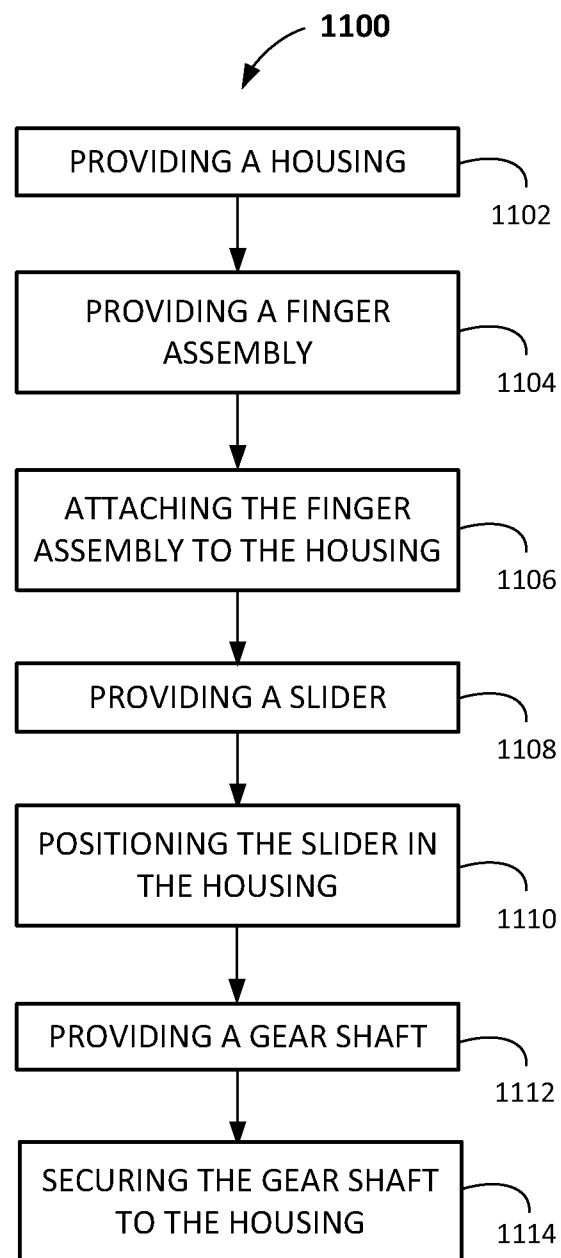 1100
PROVIDING A HOUSING
1102
PROVIDING A FINGER
ASSEMBLY
1104
ATTACHING THE FINGER
ASSEMBLY TO THE HOUSING
1106
PROVIDING A SLIDER
1108
POSITIONING THE SLIDER IN
THE HOUSING
1110
PROVIDING A GEAR SHAFT
1112
SECURING THE GEAR SHAFT
TO THE HOUSING
1114